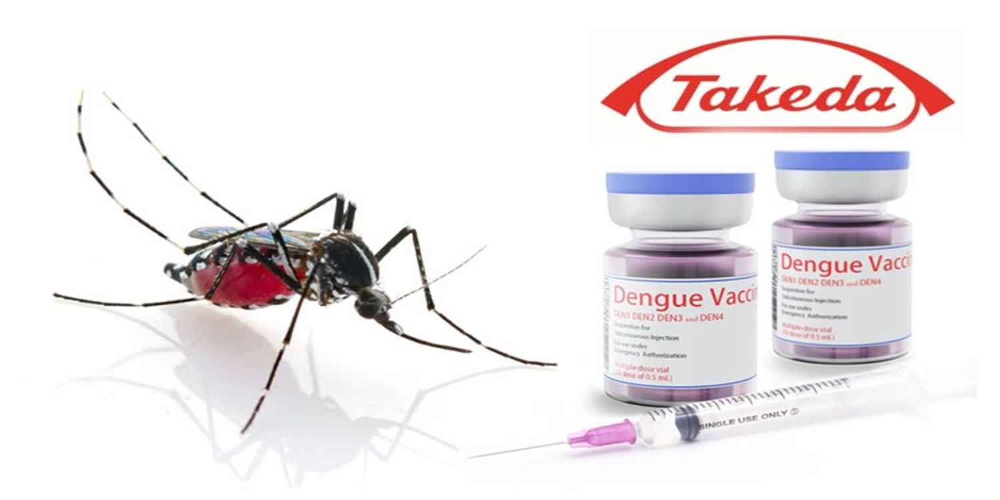 Takeda
Dengue Vaccin
DEN1 DEN2 DEN3 and DEN4
Suspention for
Subcutaneous Injection
For use under
Emergency Authorization
Multiple-dose vial
(10 dose of 0.5 ml.)
Dengue Vaccin
DEN1 DEN2 DEN3 and DEN4
Suspention for
Subcutaneous Injection
For use under
Emergency Authorization
Multiple-dose vial
(10 dose of 0.5 ml.)
SINGLE USE ONLY